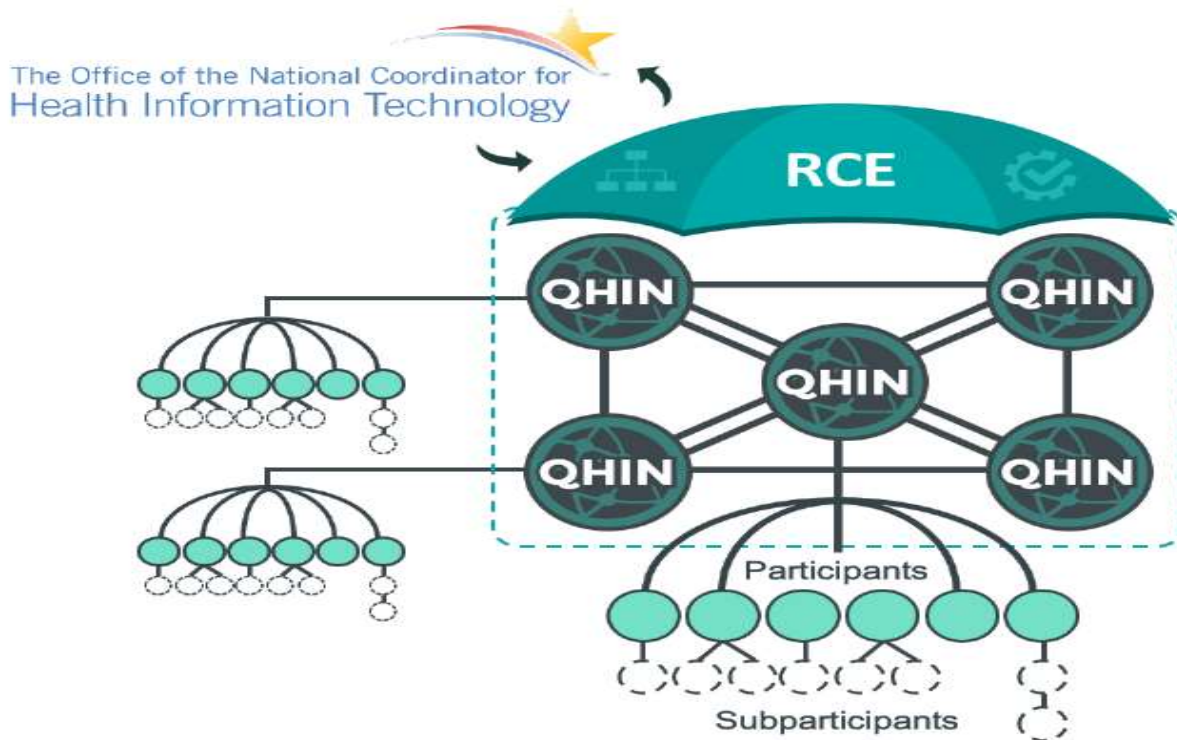 The Office of the National Coordinator for
Health Information Technology
RCE
QHIN
QHIN
QHIN
QHIN
QHIN
Participants
Subparticipants